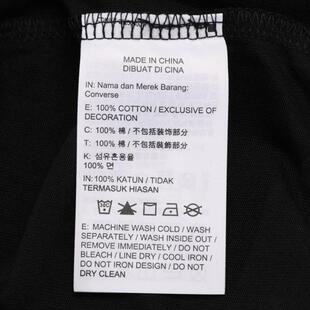 MADE IN CHINA
DIBUAT DI CINA
IN: Nama dan Merek Barang:
Converse
E: 100% COTTON / EXCLUSIVE OF
DECORATION
C: 100% 棉 / 不包括装饰部分
T: 100% 棉 / 不包括裝飾部分
K: 섬유혼용율
100% 면
IN: 100% KATUN / TIDAK
TERMASUK HIASAN
E: MACHINE WASH COLD / WASH
SEPARATELY / WASH INSIDE OUT /
REMOVE IMMEDIATELY / DO NOT
BLEACH / LINE DRY / COOL IRON /
DO NOT IRON DESIGN / DO NOT
DRY CLEAN